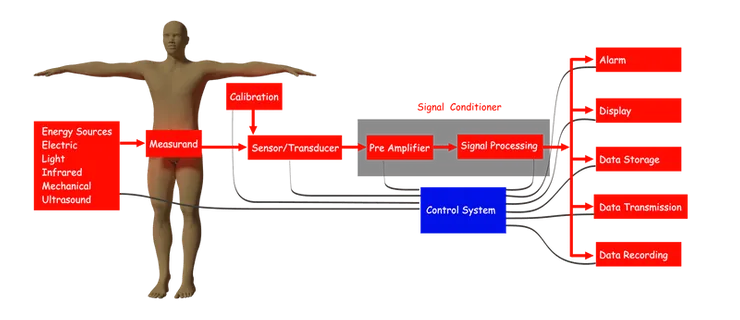 Signal Conditioner
Energy Sources
Electric
Light
Infrared
Mechanical
Ultrasound
Measurand
Calibration
Sensor/Transducer
Pre Amplifier
Signal Processing
Control System
Alarm
Display
Data Storage
Data Transmission
Data Recording